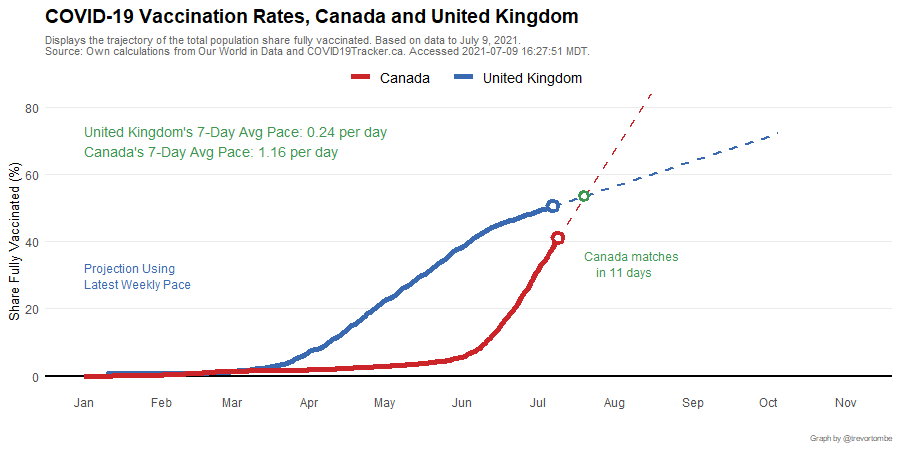 COVID-19 Vaccination Rates, Canada and United Kingdom
Displays the trajectory of the total population share fully vaccinated. Based on data to July 9, 2021.
Source: Own calculations from Our World in Data and COVID19Tracker.ca. Accessed 2021-07-09 16:27:51 MDT.
Canada United Kingdom
80
United Kingdom's 7-Day Avg Pace: 0.24 per day
Canada's 7-Day Avg Pace: 1.16 per day
60
40
Canada matches
in 11 days
Projection Using
Latest Weekly Pace
20
0
Share Fully Vaccinated (%)
Jan Feb Mar Apr May Jun Jul Aug Sep Oct Nov
Graph by @trevortombe